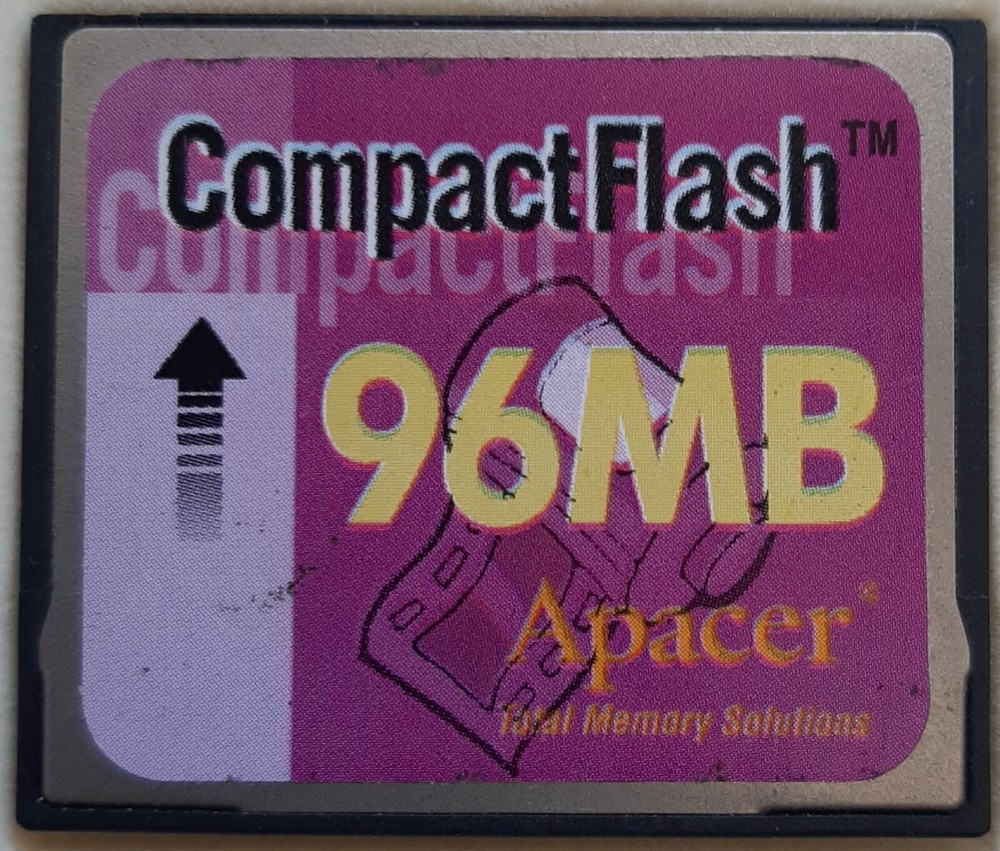 CompactFlash™
CompactFlash
96MB
Apacer®
Total Memory Solutions